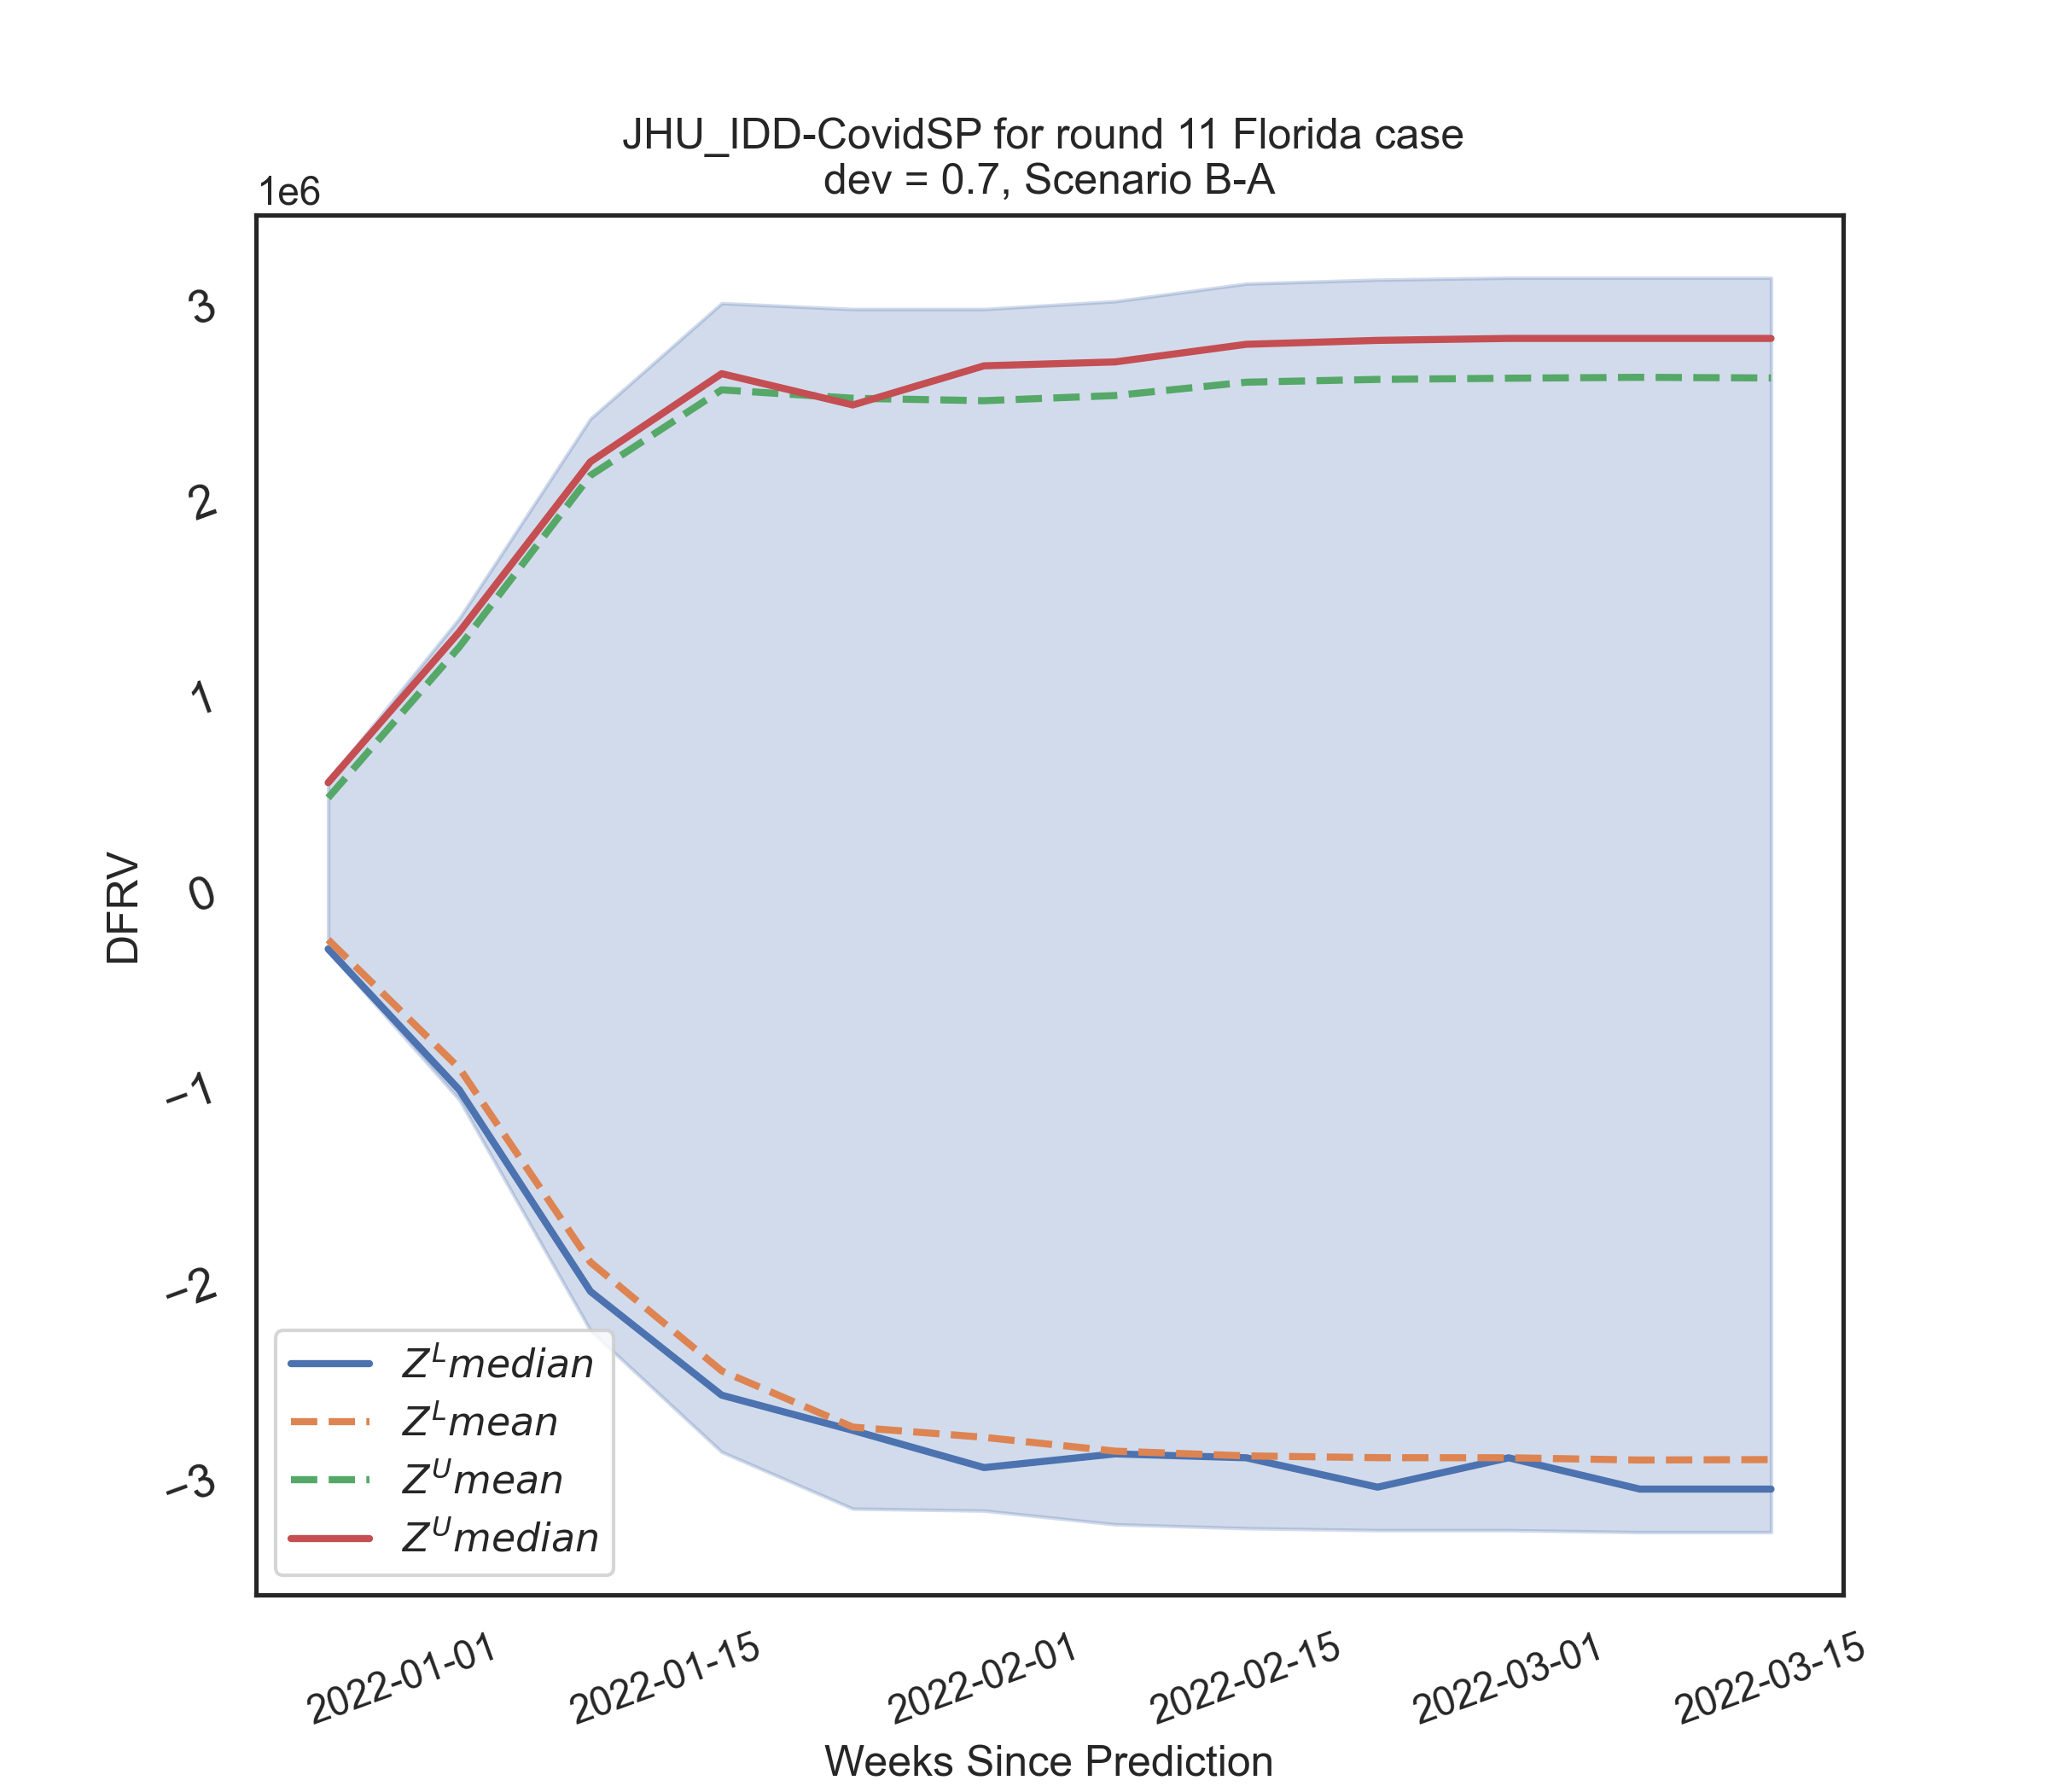 JHU_IDD-CovidSP for round 11 Florida case
dev = 0.7, Scenario B-A
1e6
3
2
1
0
−1
−2
−3
DFRV
Z^L median
Z^L mean
Z^U mean
Z^U median
2022-01-01
2022-01-15
2022-02-01
2022-02-15
2022-03-01
2022-03-15
Weeks Since Prediction